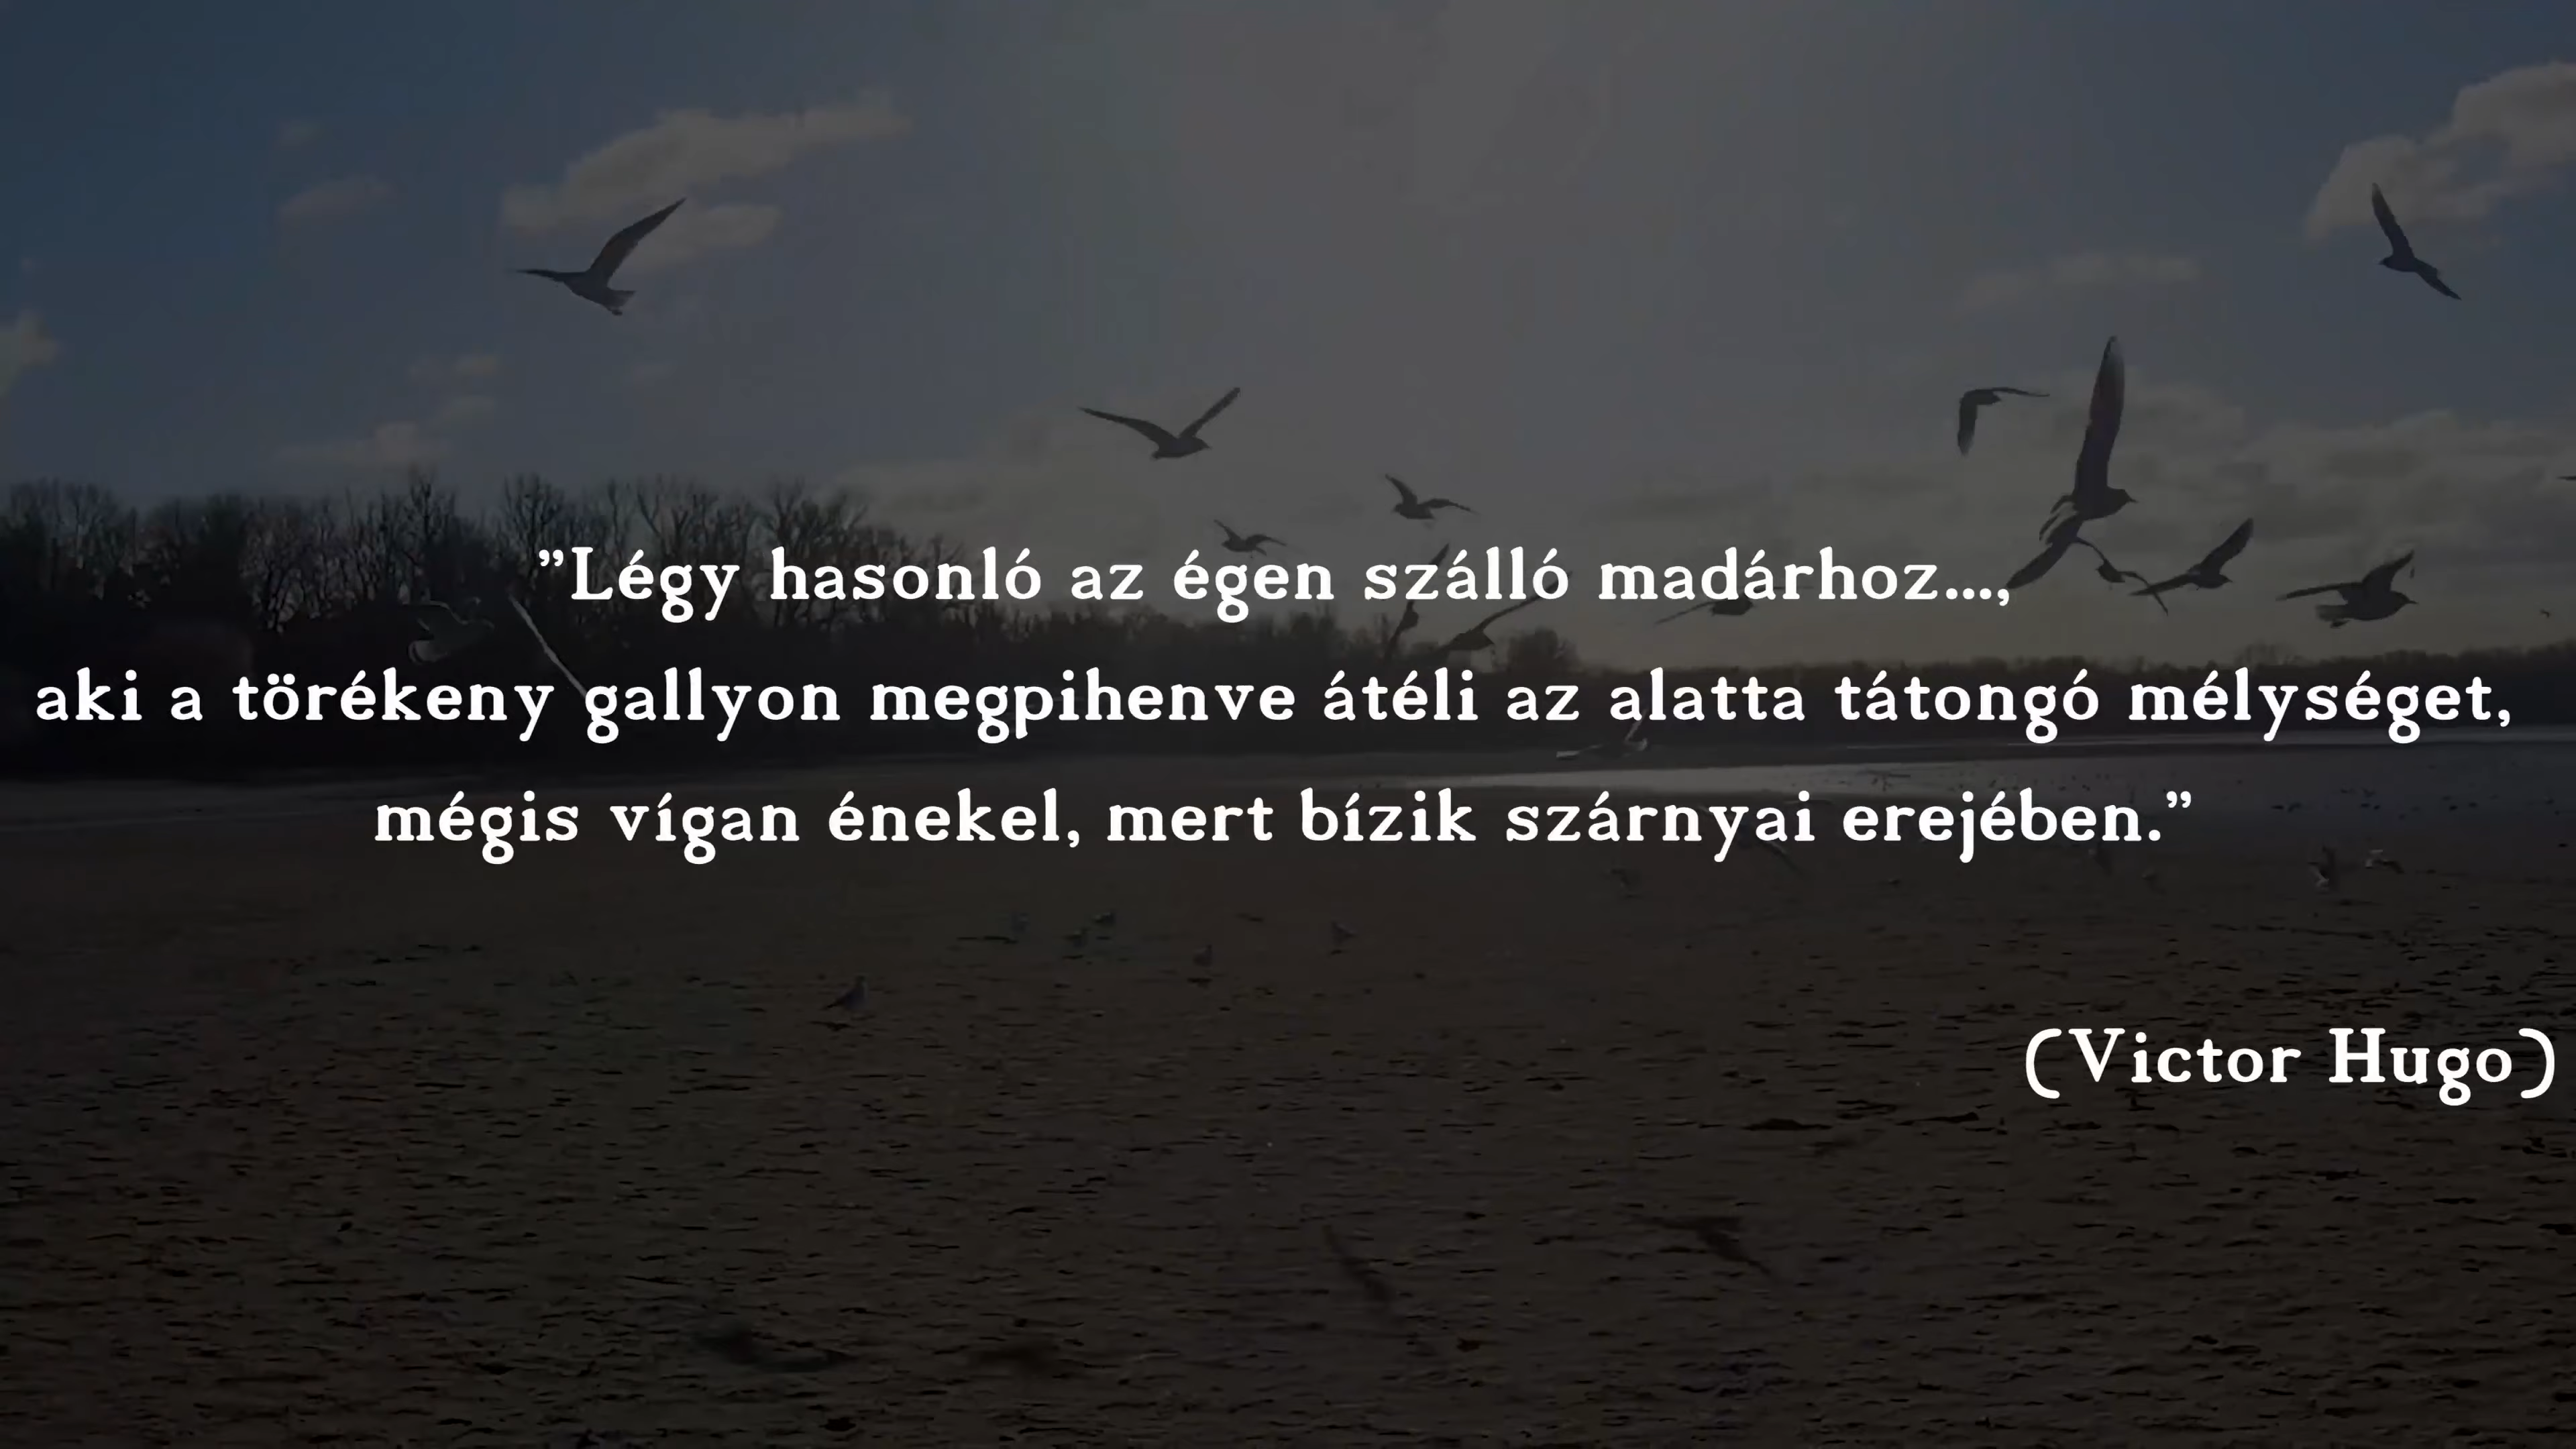 ”Légy hasonló az égen szálló madárhoz...,
aki a törékeny gallyon megpihenve átéli az alatta tátongó mélységet,
mégis vígan énekel, mert bízik szárnyai erejében.”
(Victor Hugo)